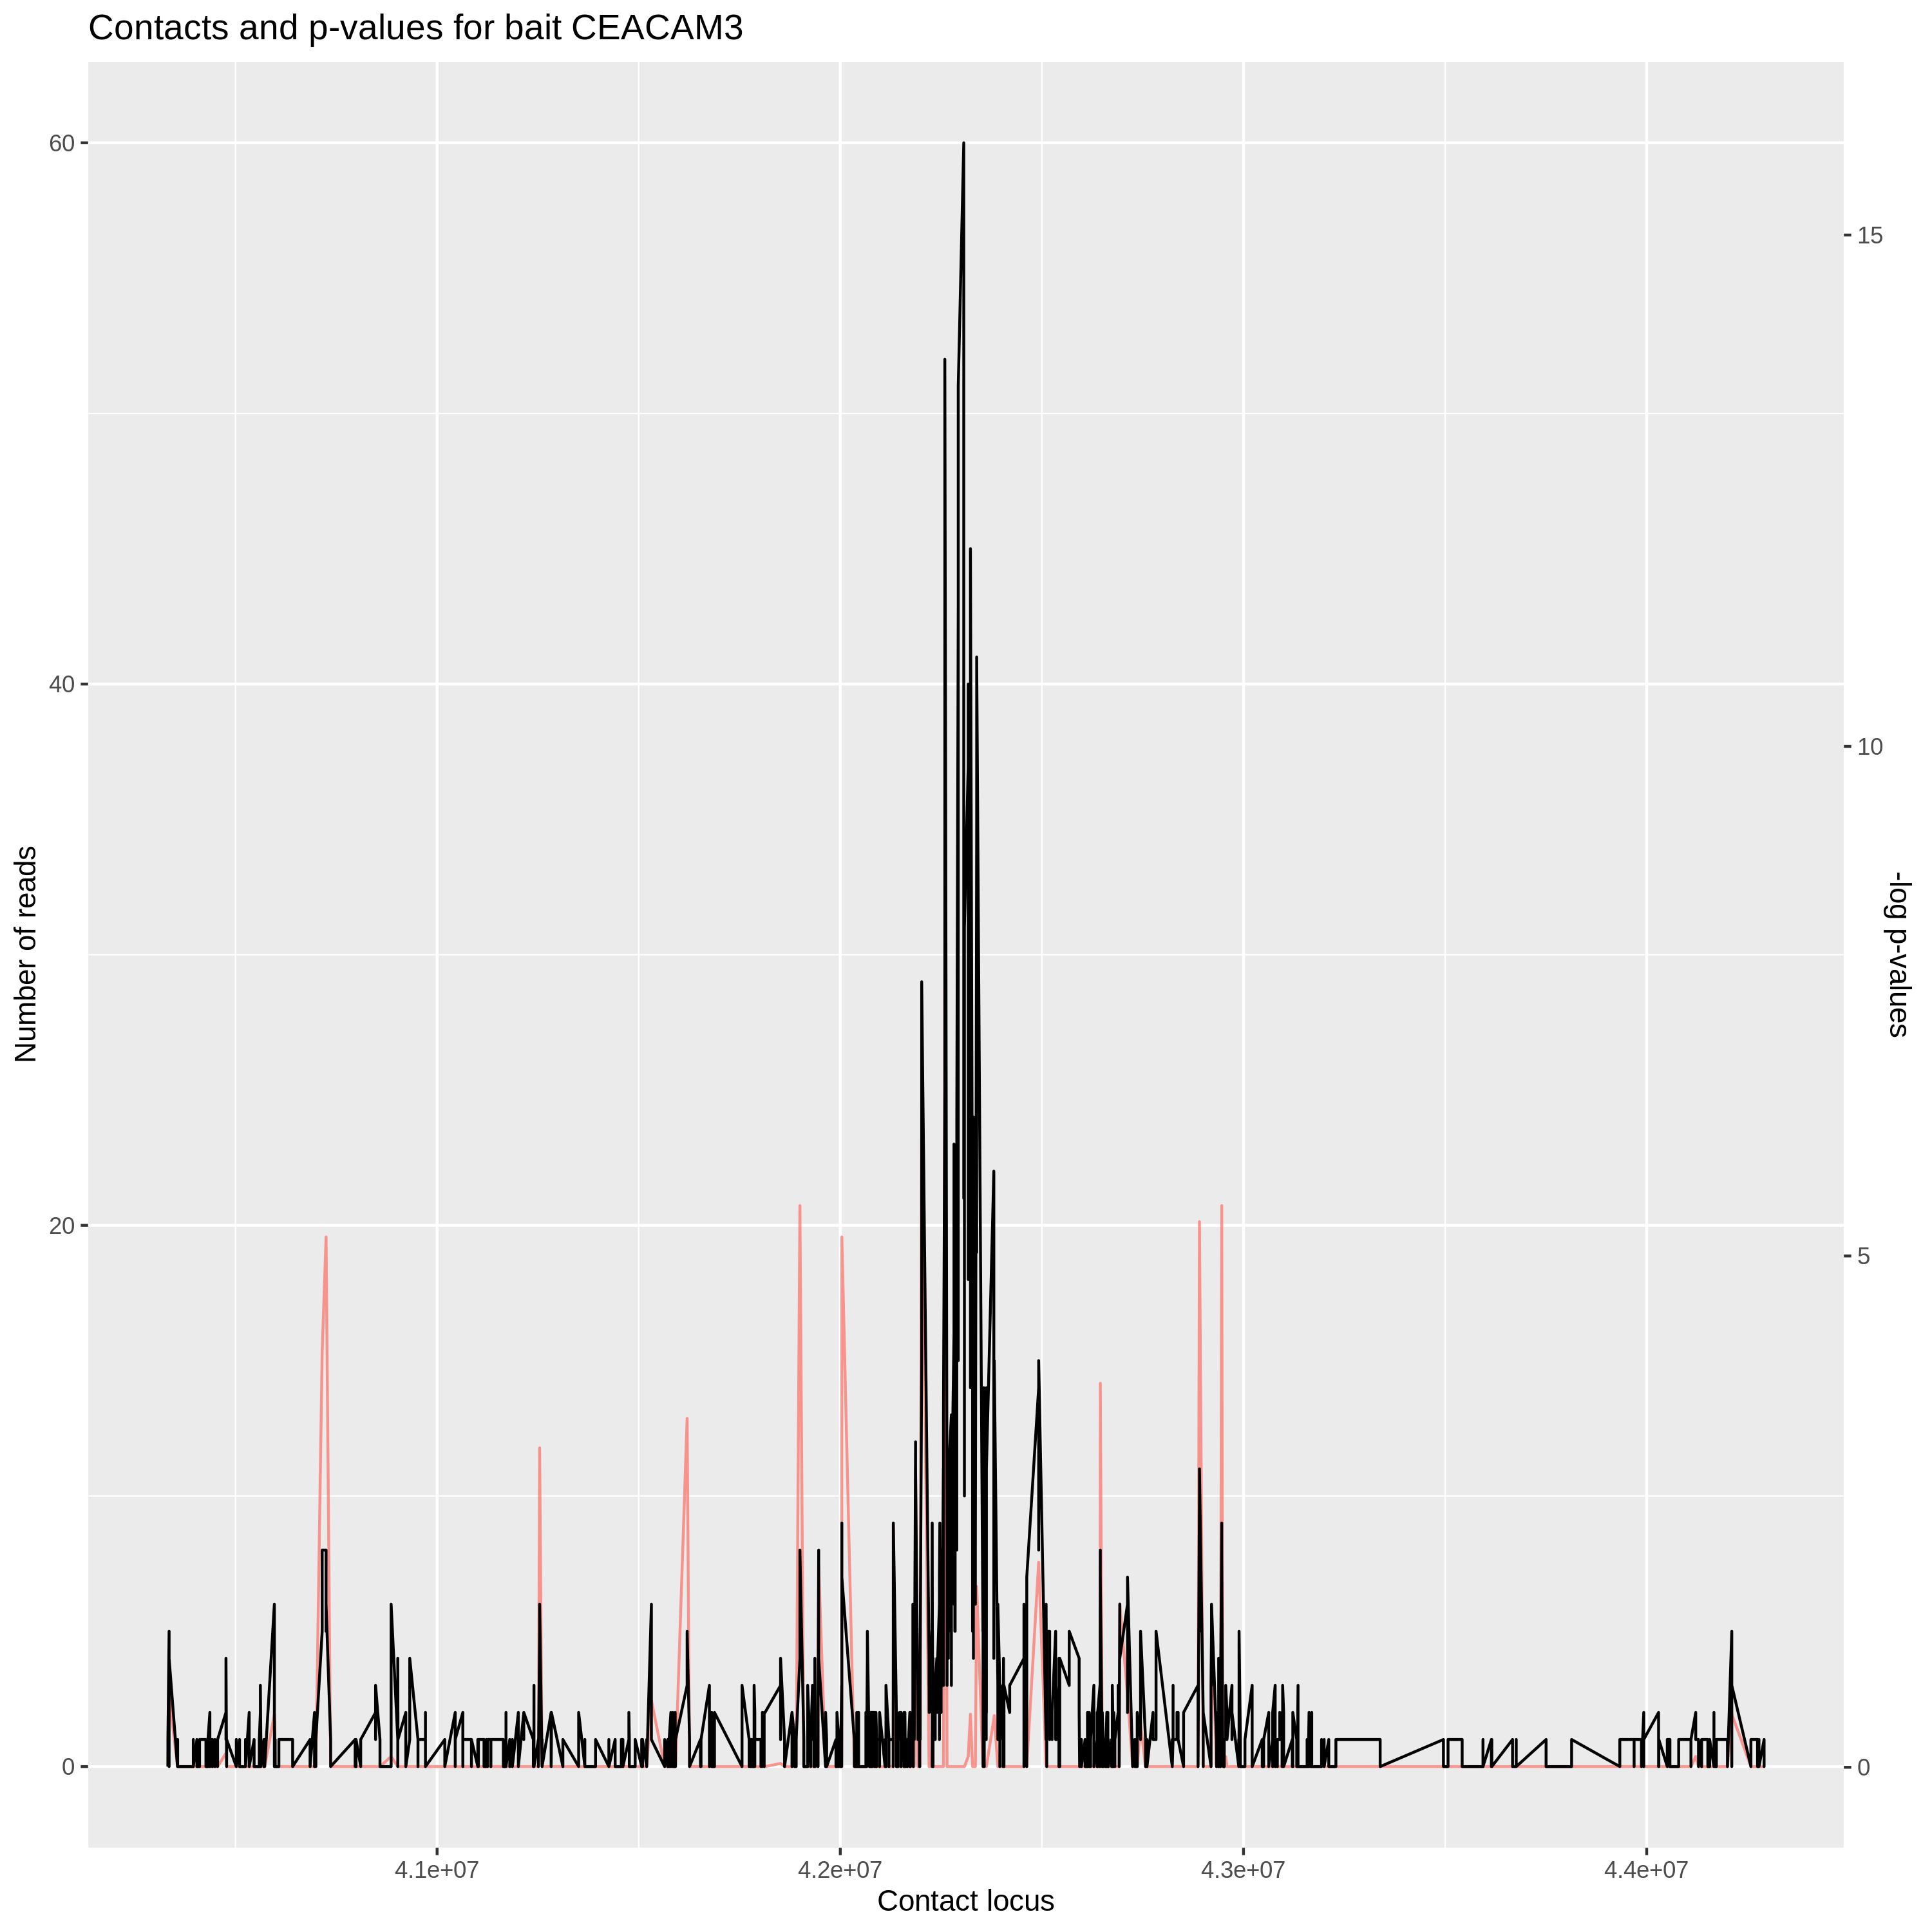 Contacts and p-values for bait CEACAM3
60
40
20
0
15
10
5
0
Number of reads
-log p-values
4.1e+07
4.2e+07
4.3e+07
4.4e+07
Contact locus